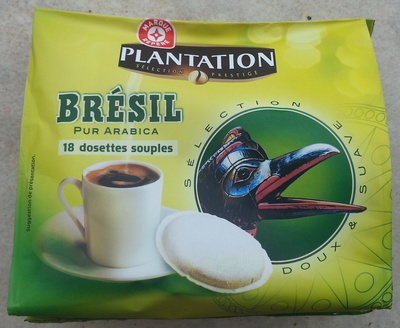 MARQUE
REPÈRE
PLANTATION
SÉLECTION PRESTIGE
BRÉSIL
PUR ARABICA
18 dosettes souples
SÉLECTION
DOUX & SUAVE
Suggestion de présentation.